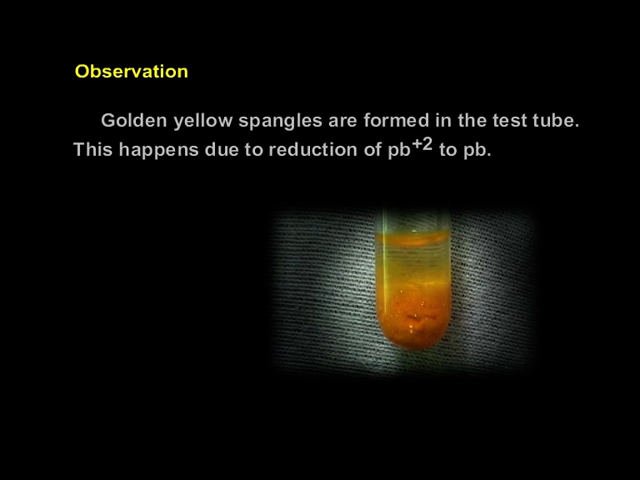 Observation
Golden yellow spangles are formed in the test tube.
This happens due to reduction of pb+2 to pb.